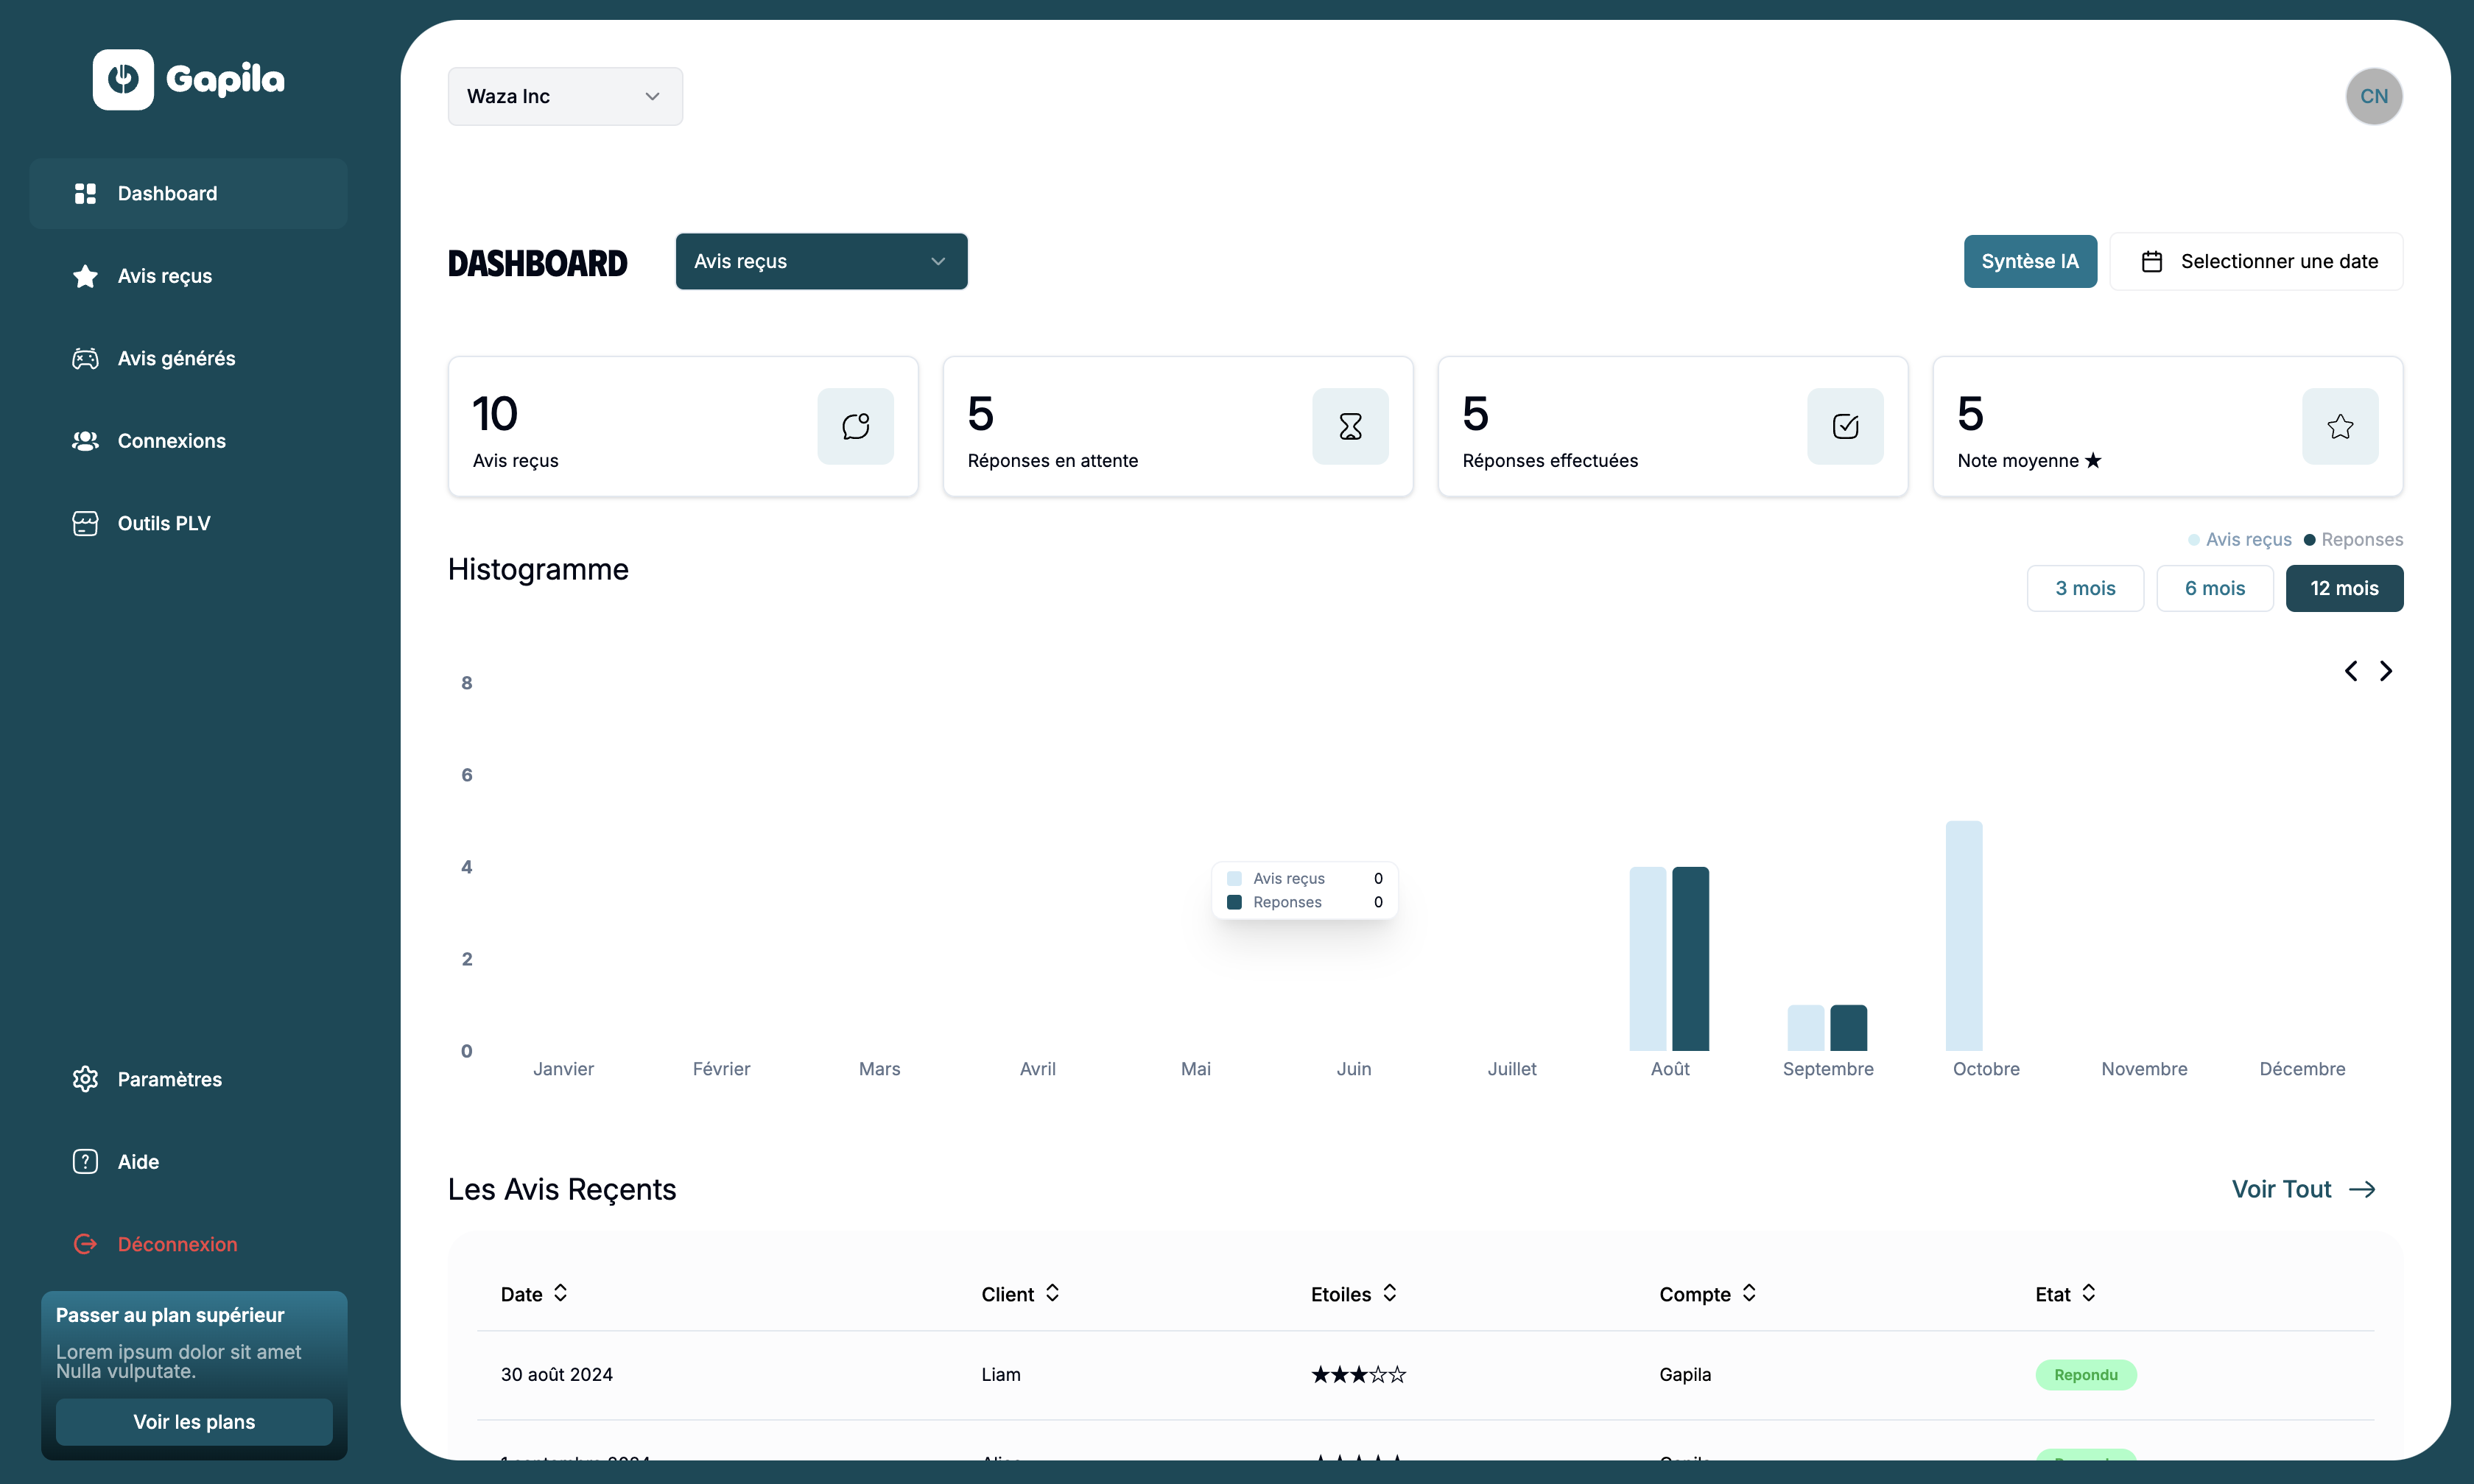 Gapila
Waza Inc
CN
Dashboard
Avis reçus
Avis générés
Connexions
Outils PLV
Paramètres
Aide
Déconnexion
Passer au plan supérieur
Lorem ipsum dolor sit amet
Nulla vulputate.
Voir les plans
DASHBOARD
Avis reçus
Syntèse IA
Selectionner une date
10
Avis reçus
5
Réponses en attente
5
Réponses effectuées
5
Note moyenne ★
Histogramme
Avis reçus Reponses
3 mois 6 mois 12 mois
8
6
4
2
0
Avis reçus 0
Reponses 0
Janvier Février Mars Avril Mai Juin Juillet Août Septembre Octobre Novembre Décembre
Les Avis Reçents
Voir Tout
Date Client Etoiles Compte Etat
30 août 2024 Liam ★★★☆☆ Gapila Repondu